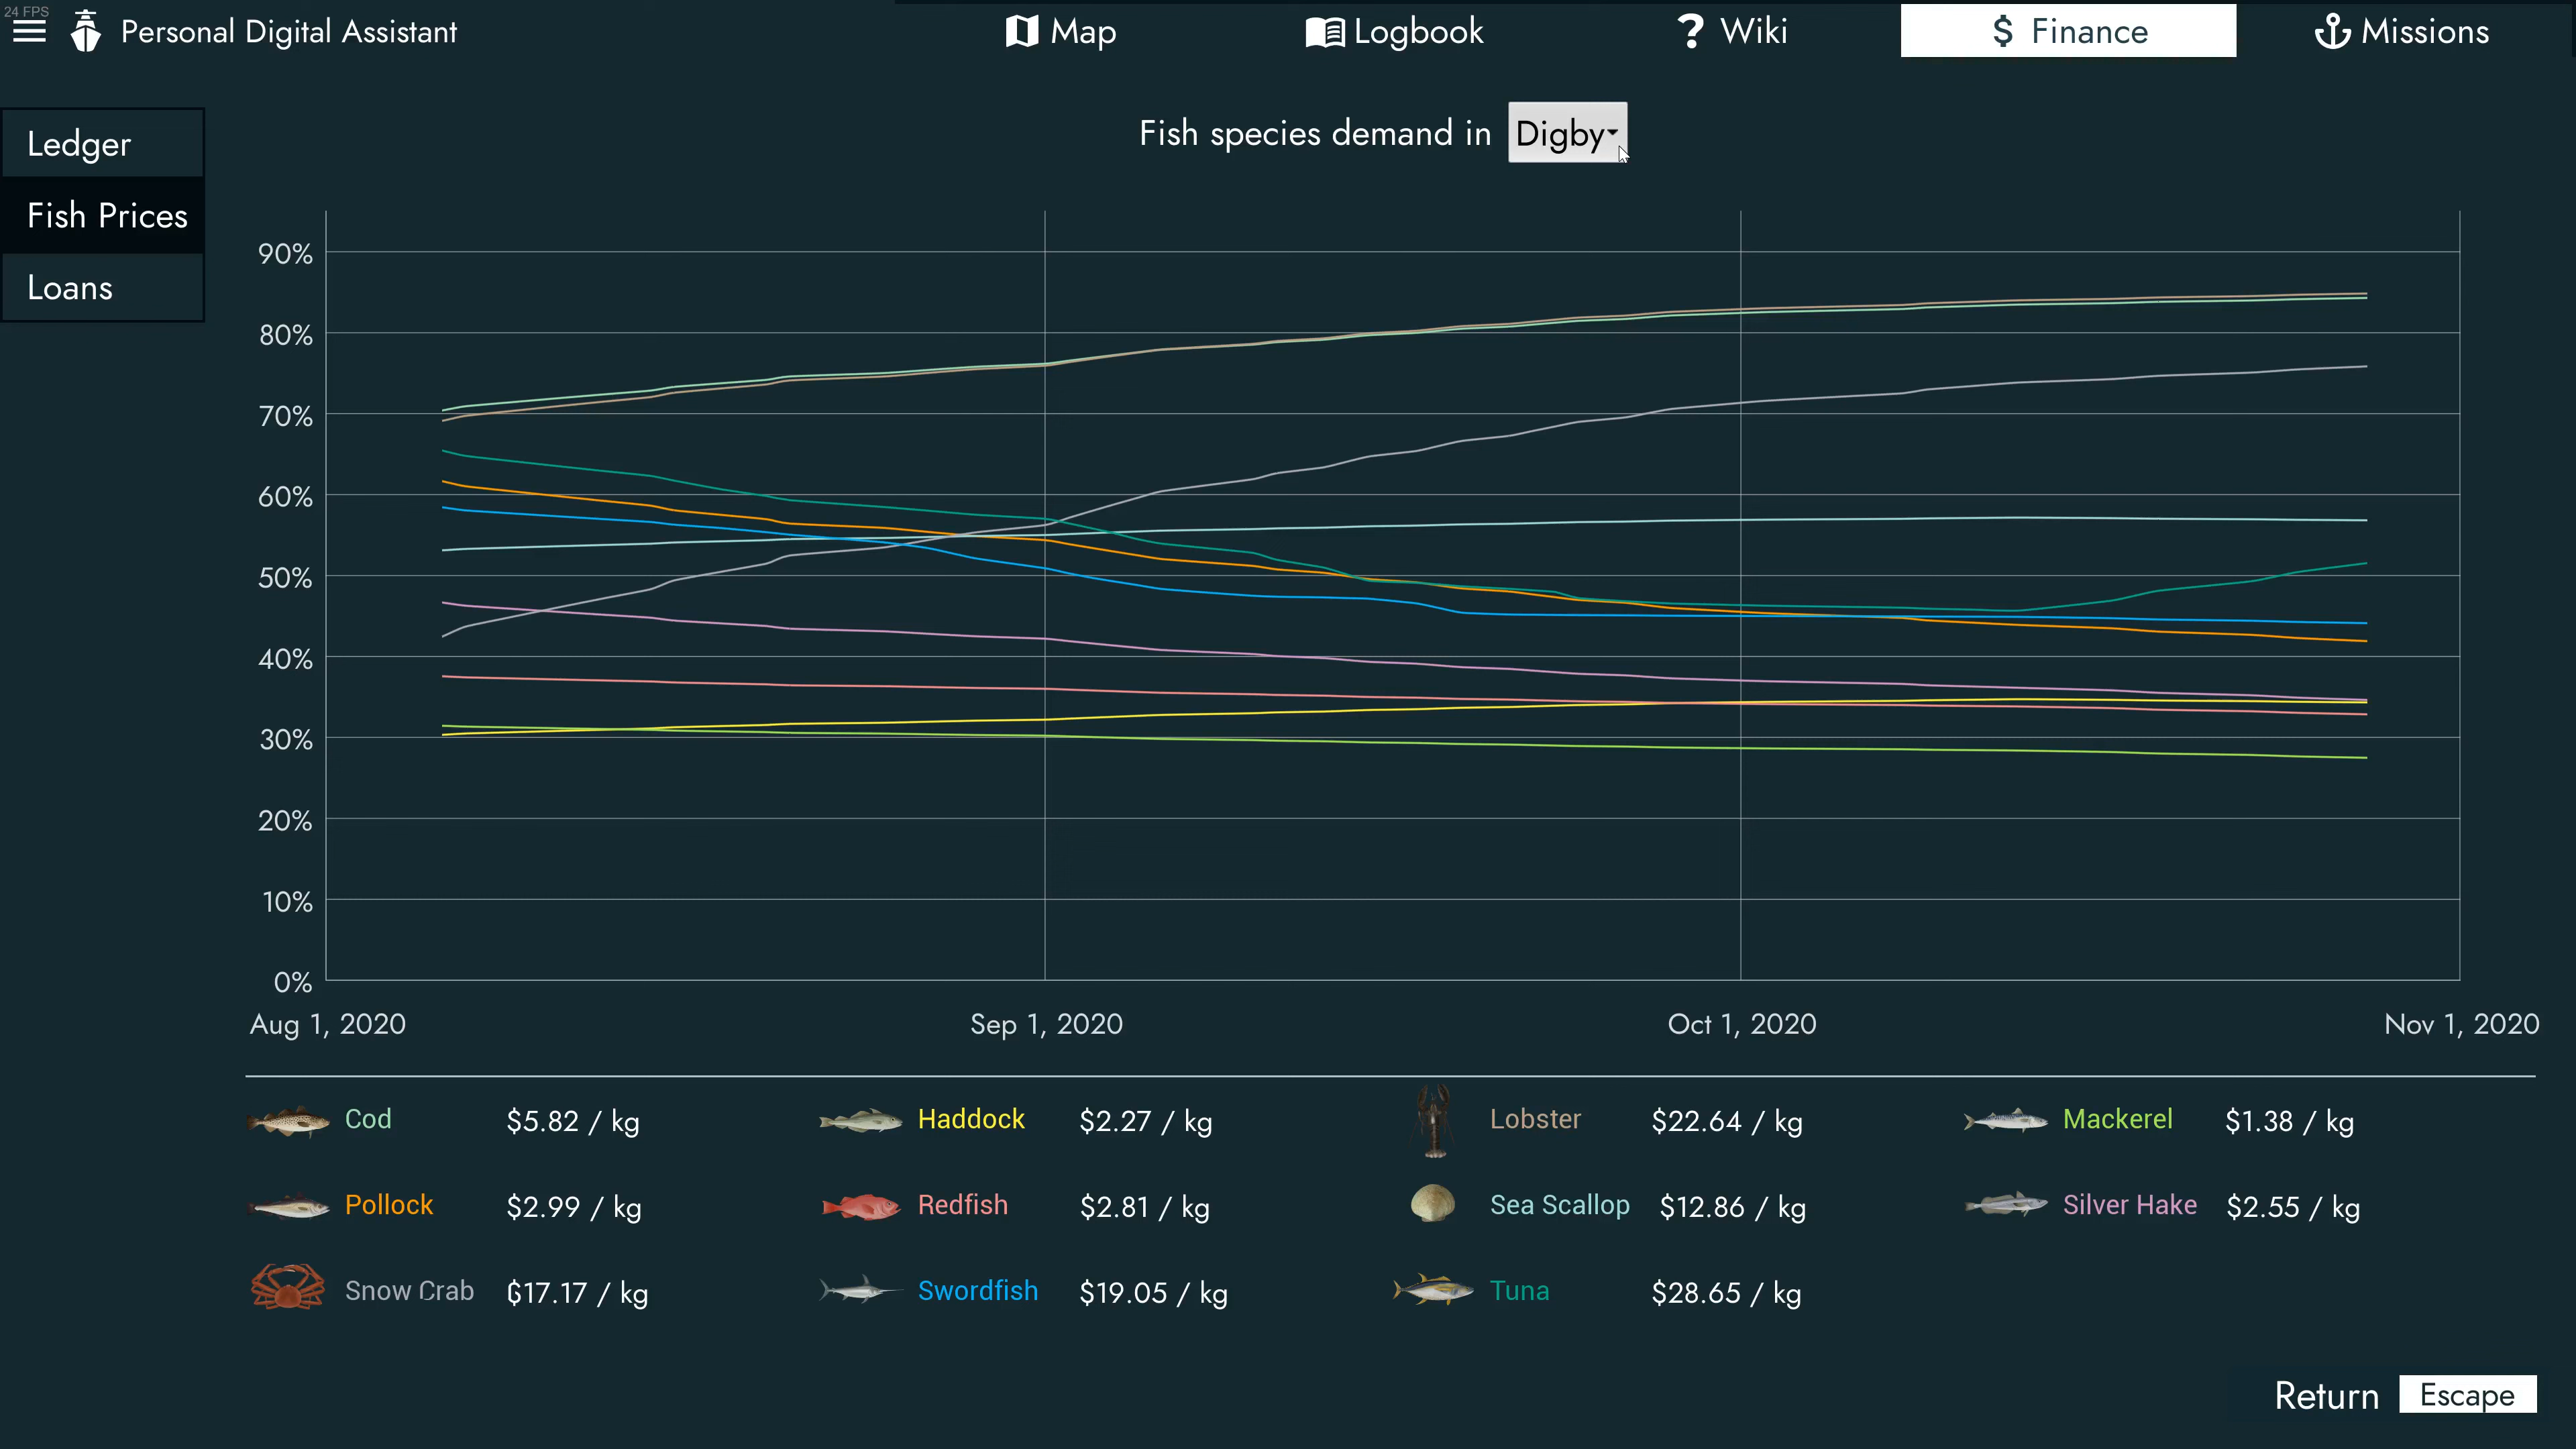 24 FPS
Personal Digital Assistant
Map
Logbook
Wiki
Finance
Missions
Ledger
Fish Prices
Loans
Fish species demand in Digby
90%
80%
70%
60%
50%
40%
30%
20%
10%
0%
Aug 1, 2020
Sep 1, 2020
Oct 1, 2020
Nov 1, 2020
Cod $5.82 / kg
Haddock $2.27 / kg
Lobster $22.64 / kg
Mackerel $1.38 / kg
Pollock $2.99 / kg
Redfish $2.81 / kg
Sea Scallop $12.86 / kg
Silver Hake $2.55 / kg
Snow Crab $17.17 / kg
Swordfish $19.05 / kg
Tuna $28.65 / kg
Return Escape